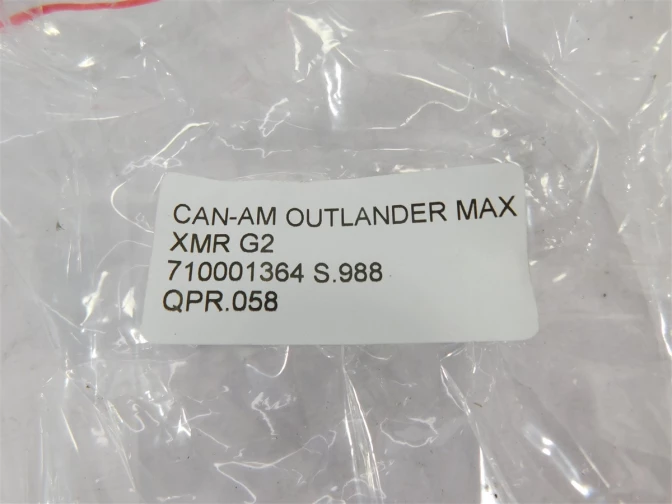 CAN-AM OUTLANDER MAX
XMR G2
710001364 S.988
QPR.058